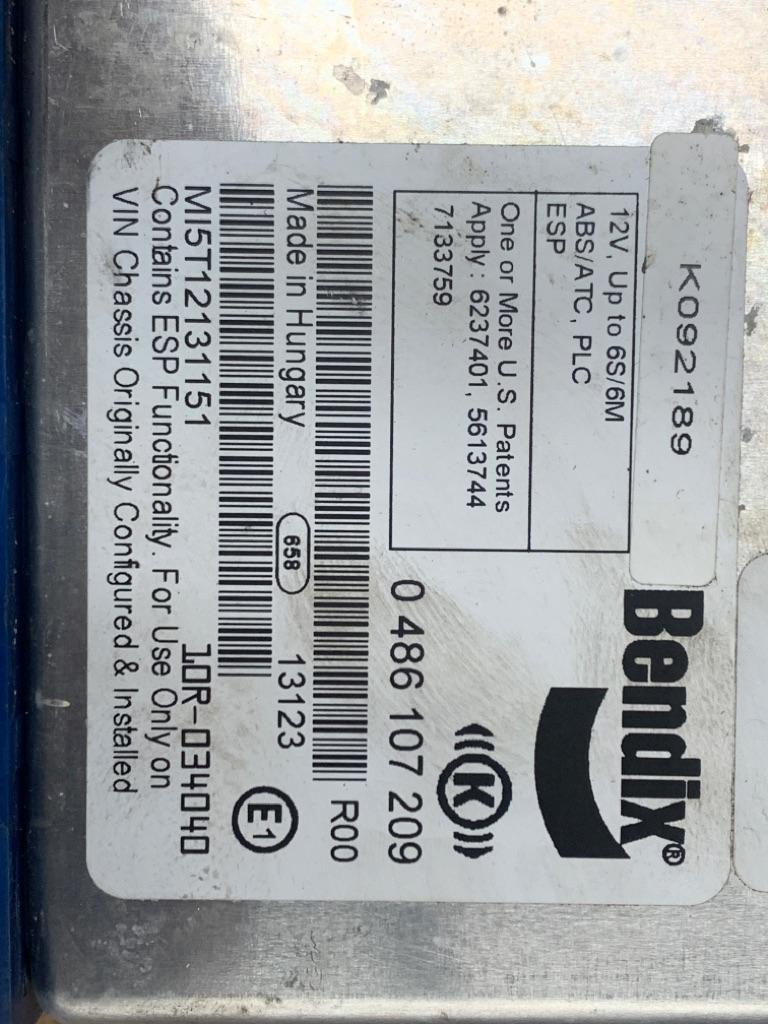 K092189
Bendix®
12V, Up to 6S/6M
ABS/ATC, PLC
ESP
One or More U.S. Patents
Apply : 6237401, 5613744
7133759
K
0 486 107 209
R00
Made in Hungary 658 13123
E1
MI5T12131151 10R-034040
Contains ESP Functionality. For Use Only on
VIN Chassis Originally Configured & Installed